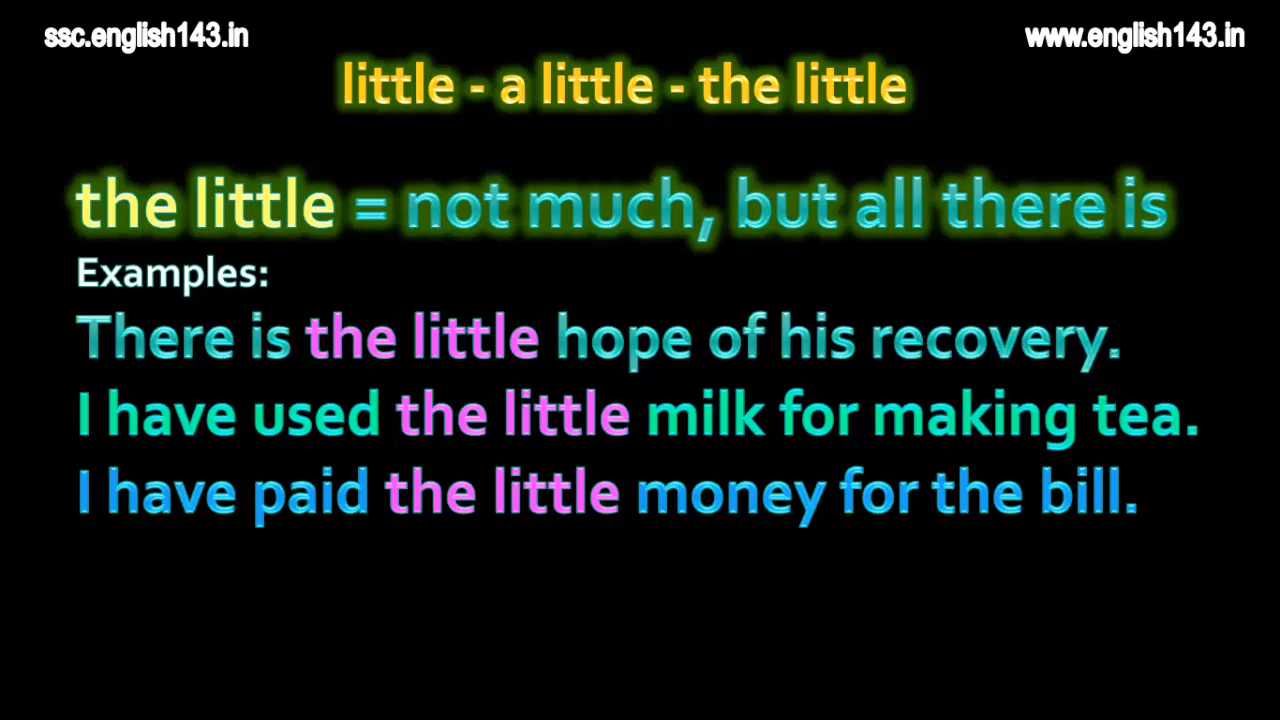 ssc.english143.in
www.english143.in
little - a little - the little
the little = not much, but all there is
Examples:
There is the little hope of his recovery.
I have used the little milk for making tea.
I have paid the little money for the bill.